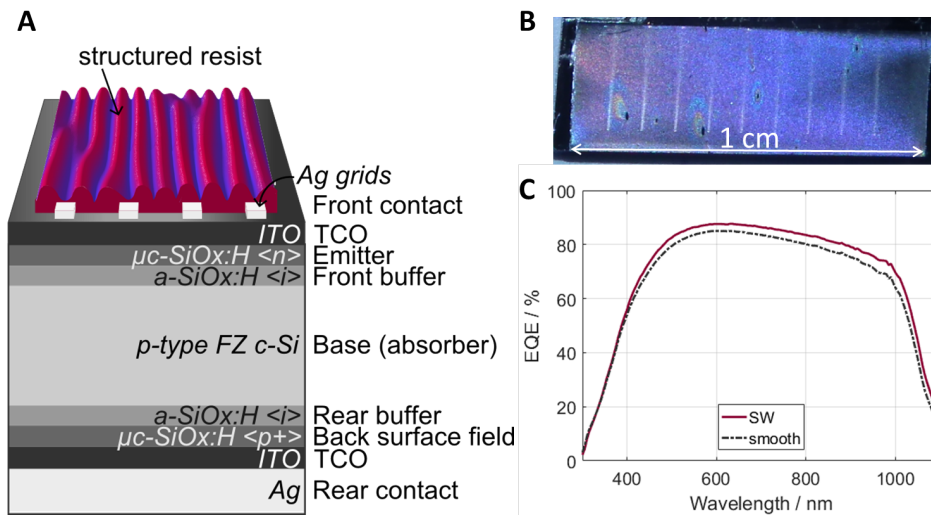 A
structured resist
Ag grids
Front contact
ITO TCO
μc-SiOx:H <n> Emitter
a-SiOx:H <i> Front buffer
p-type FZ c-Si Base (absorber)
a-SiOx:H <i> Rear buffer
μc-SiOx:H <p+> Back surface field
ITO TCO
Ag Rear contact
B
1 cm
C
100
80
60
40
20
0
EQE / %
SW
smooth
400 600 800 1000
Wavelength / nm